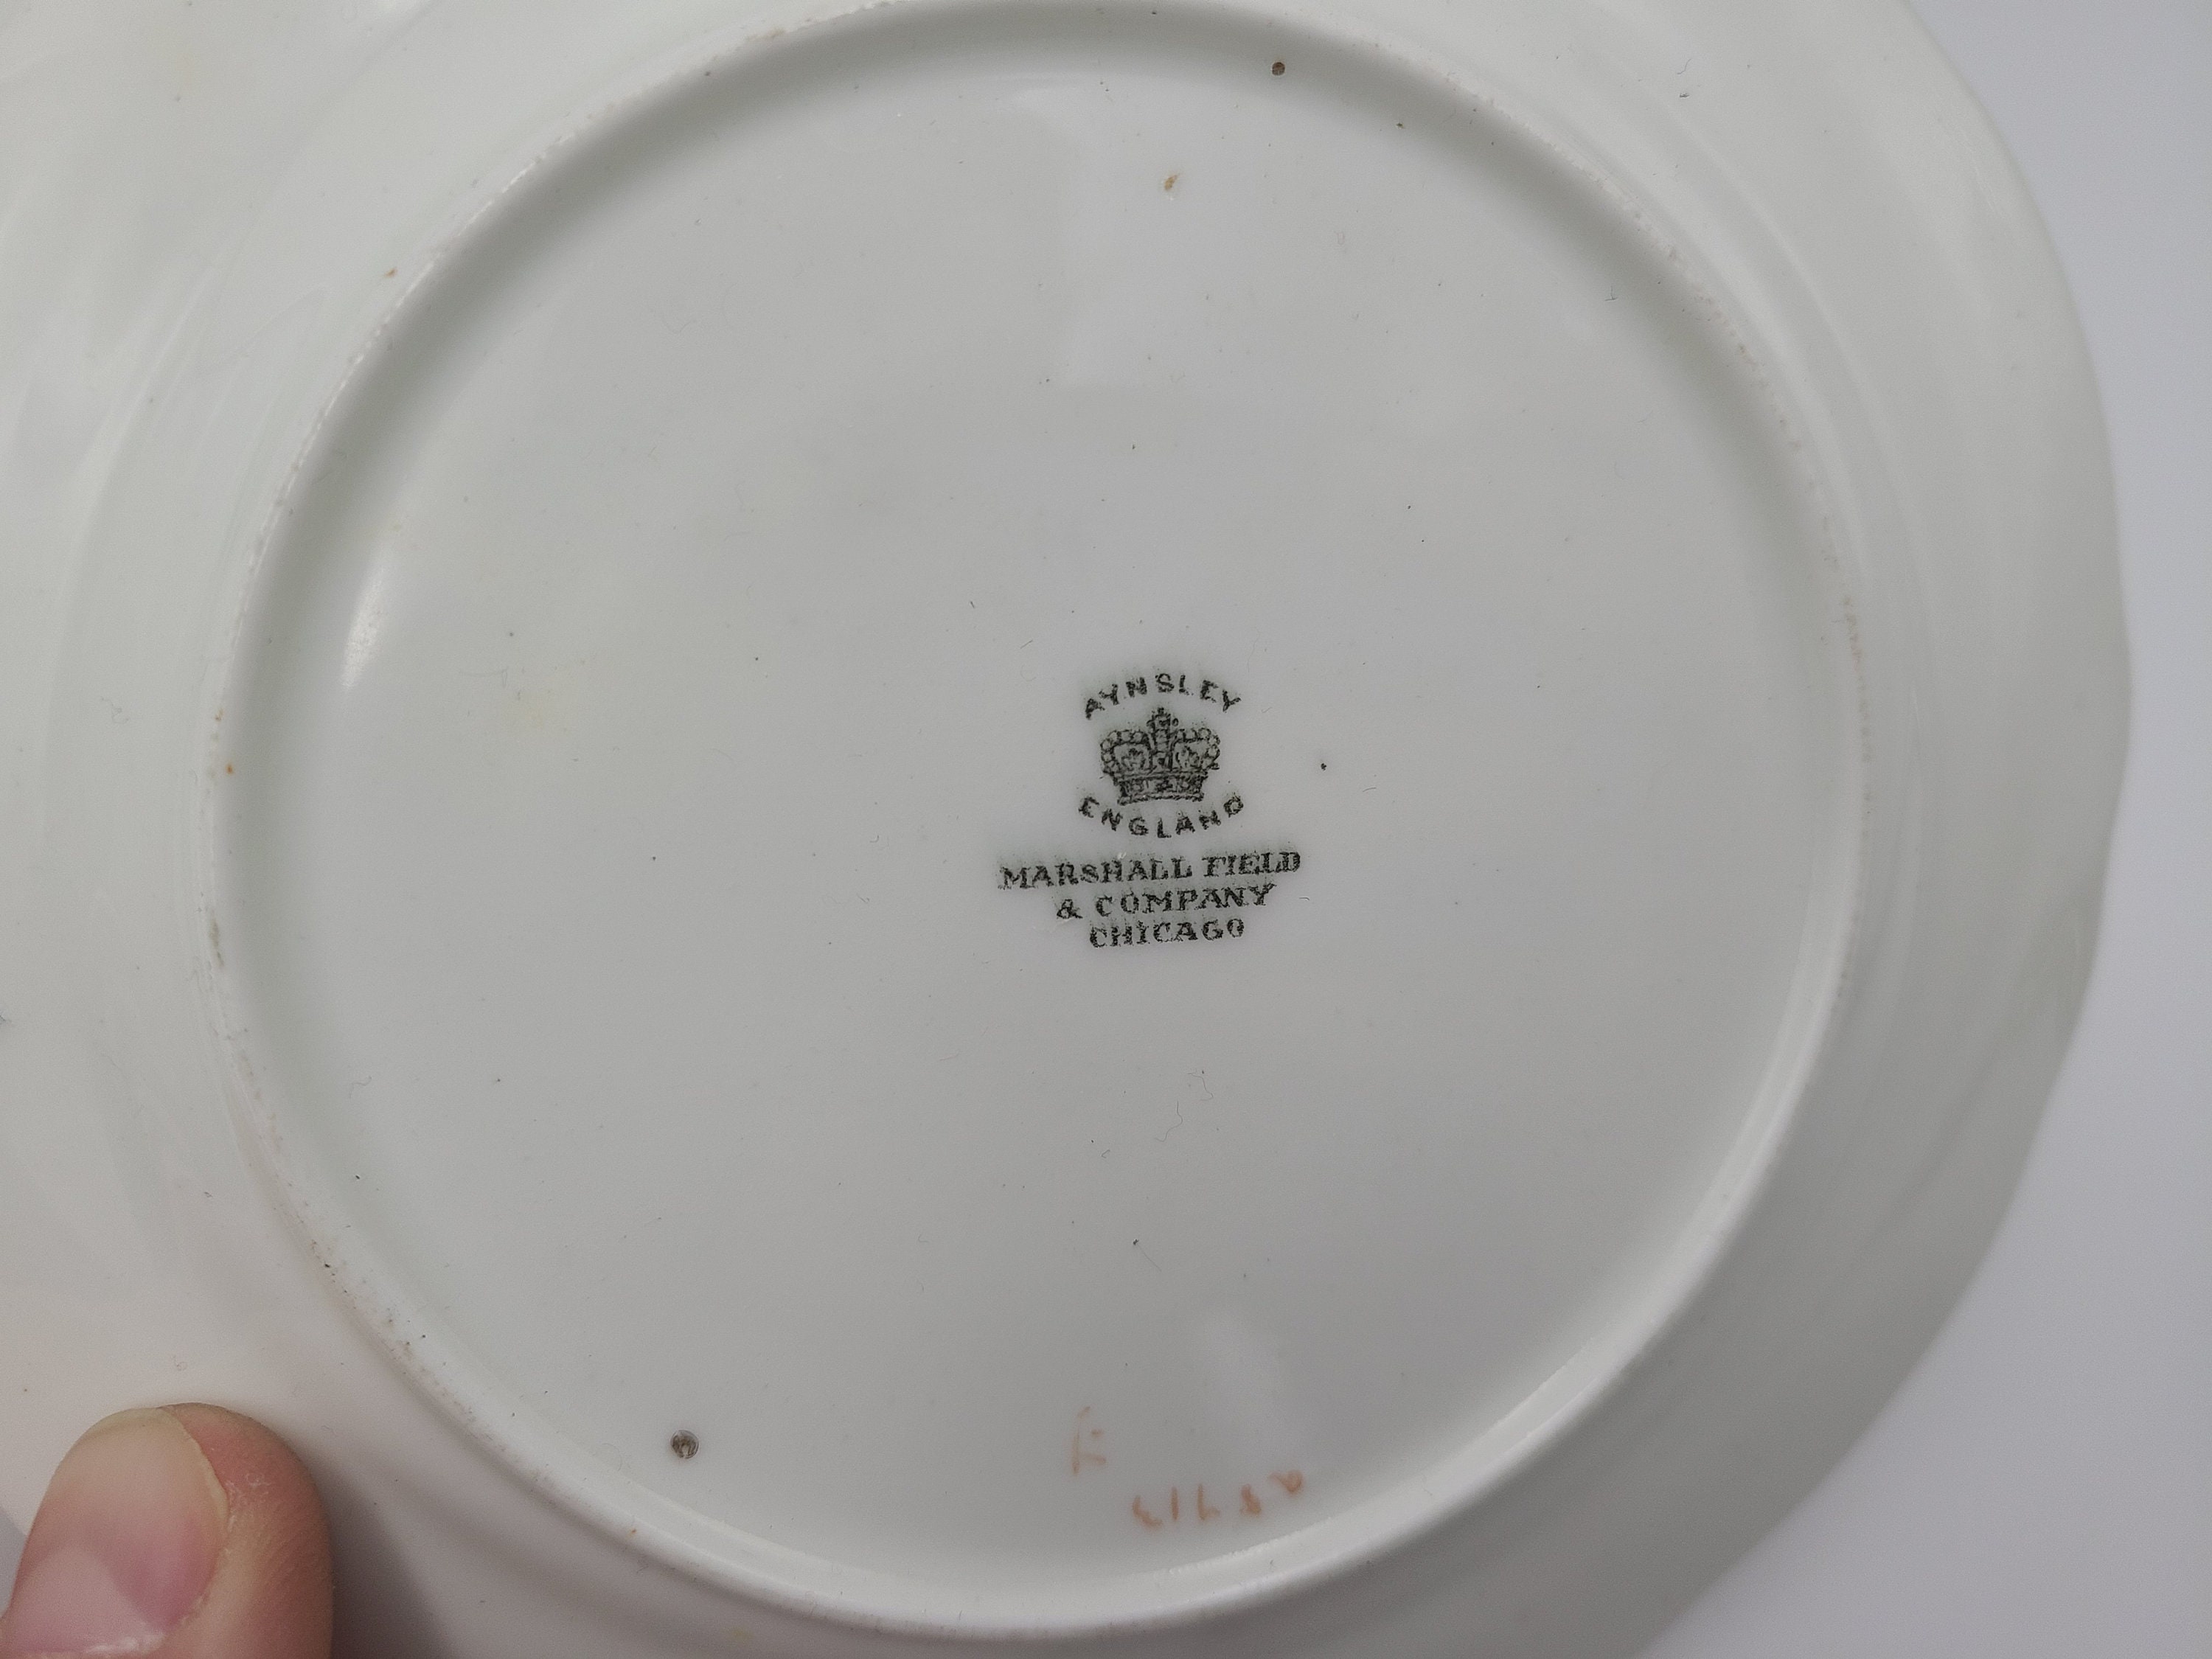 AYNSLEY
ENGLAND
MARSHALL FIELD
& COMPANY
CHICAGO